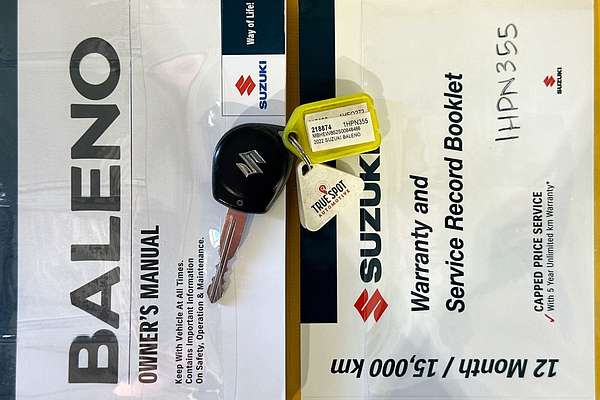 BALENO
OWNER'S MANUAL
Keep With Vehicle At All Times.
Contains Important Information
On Safety, Operation & Maintenance.
Way of Life!
SUZUKI
218874 1HPN355
2022 SUZUKI BALENO
TRUE SPOT
AUTOMOTIVE
SUZUKI
Warranty and
Service Record Booklet
1HPN355
SUZUKI
CAPPED PRICE SERVICE
With 5 Year Unlimited km Warranty*
12 Month / 15,000 km